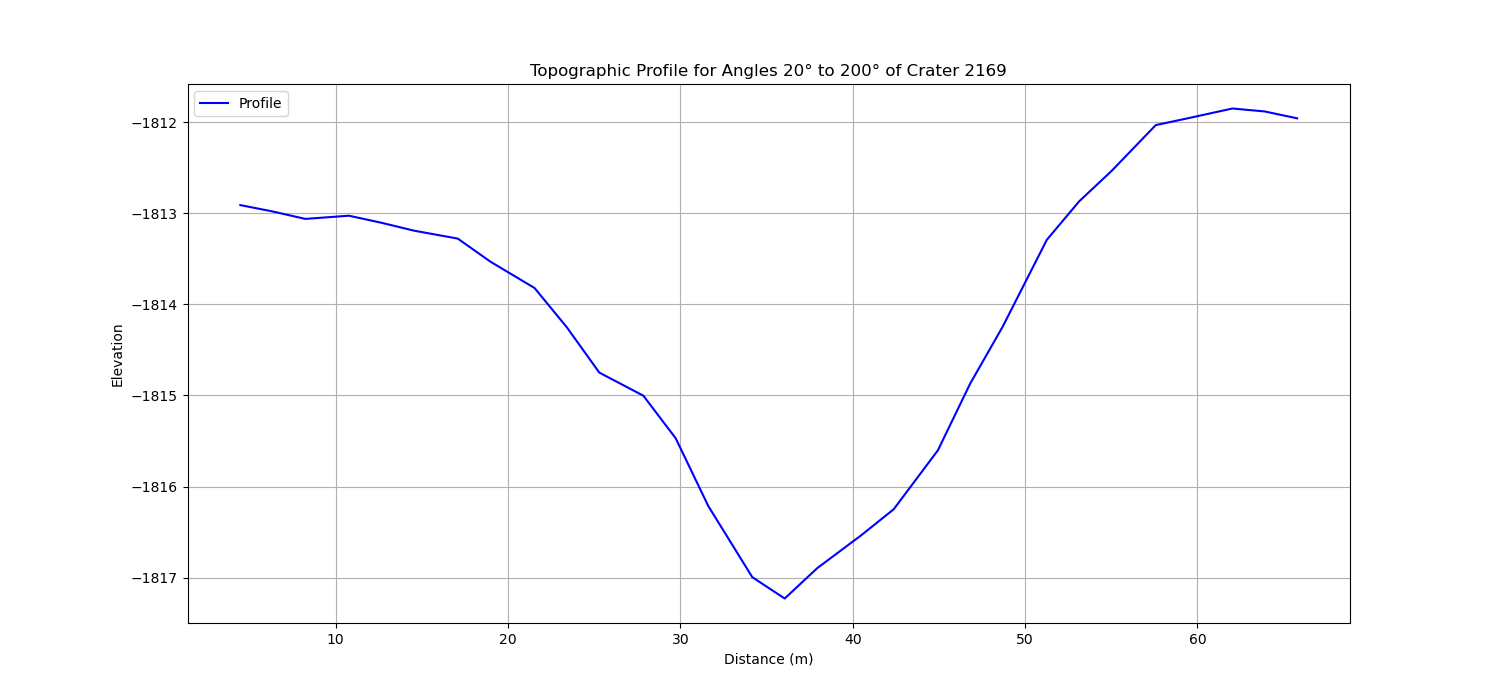 Topographic Profile for Angles 20° to 200° of Crater 2169
Profile
−1812
−1813
−1814
−1815
−1816
−1817
Elevation
10 20 30 40 50 60
Distance (m)